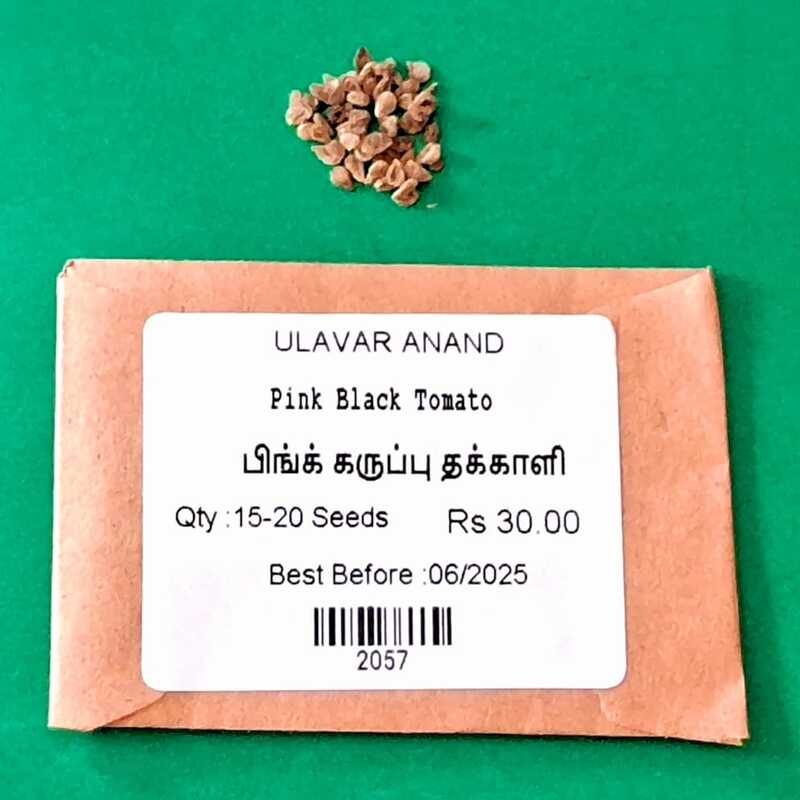 ULAVAR ANAND
Pink Black Tomato
பிங்க் கருப்பு தக்காளி
Qty :15-20 Seeds Rs 30.00
Best Before :06/2025
2057